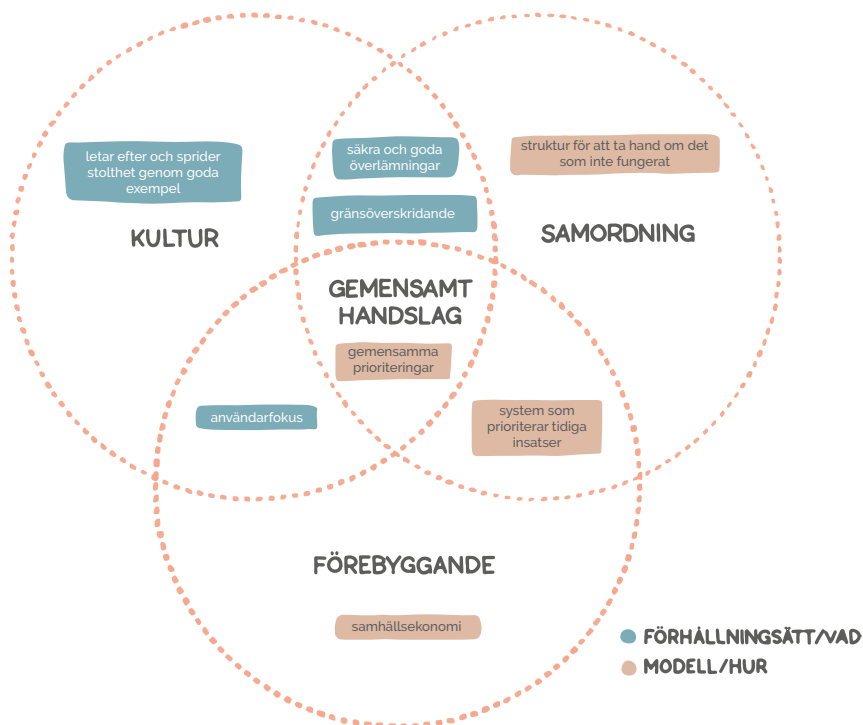 letar efter och sprider
stolthet genom goda
exempel
säkra och goda
överlämningar
struktur för att ta hand om det
som inte fungerat
gränsöverskridande
KULTUR
SAMORDNING
GEMENSAMT
HANDSLAG
gemensamma
prioriteringar
användarfokus
system som
prioriterar tidiga
insatser
FÖREBYGGANDE
samhällsekonomi
FÖRHÅLLNINGSÄTT/VAD
MODELL/HUR